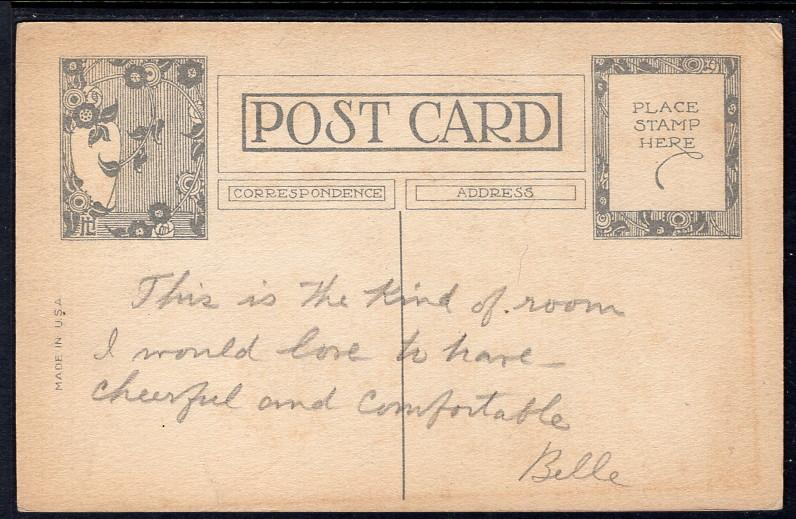 POST CARD
PLACE
STAMP
HERE
CORRESPONDENCE
ADDRESS
This is the kind of room
I would love to have –
cheerful and comfortable
Belle
MADE IN U.S.A.